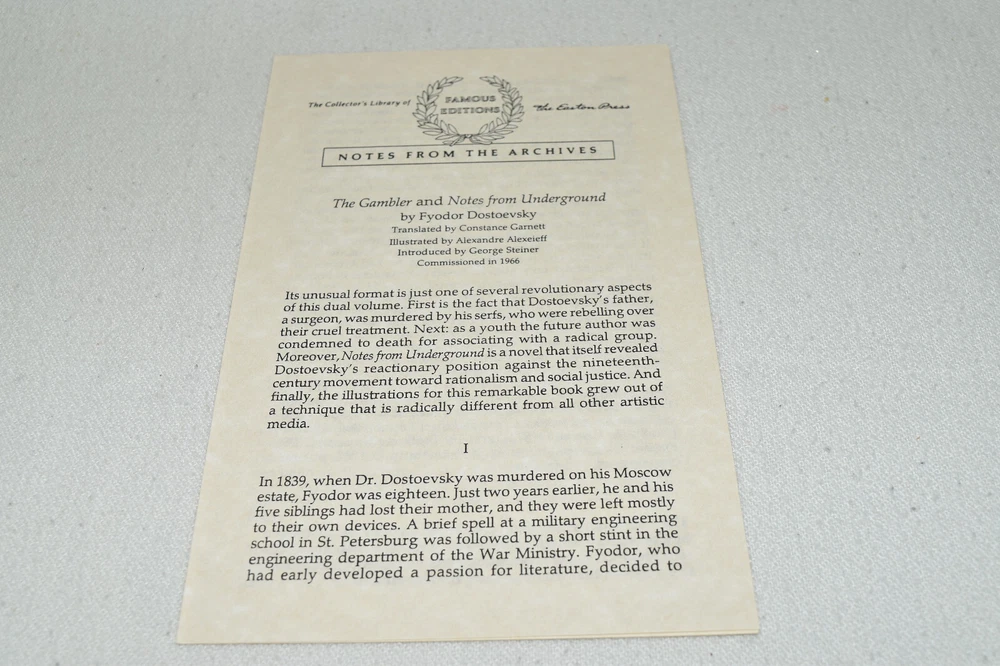 The Collector's Library of FAMOUS EDITIONS The Easton Press
NOTES FROM THE ARCHIVES
The Gambler and Notes from Underground
by Fyodor Dostoevsky
Translated by Constance Garnett
Illustrated by Alexandre Alexeieff
Introduced by George Steiner
Commissioned in 1966
Its unusual format is just one of several revolutionary aspects
of this dual volume. First is the fact that Dostoevsky's father,
a surgeon, was murdered by his serfs, who were rebelling over
their cruel treatment. Next: as a youth the future author was
condemned to death for associating with a radical group.
Moreover, Notes from Underground is a novel that itself revealed
Dostoevsky's reactionary position against the nineteenth-
century movement toward rationalism and social justice. And
finally, the illustrations for this remarkable book grew out of
a technique that is radically different from all other artistic
media.
I
In 1839, when Dr. Dostoevsky was murdered on his Moscow
estate, Fyodor was eighteen. Just two years earlier, he and his
five siblings had lost their mother, and they were left mostly
to their own devices. A brief spell at a military engineering
school in St. Petersburg was followed by a short stint in the
engineering department of the War Ministry. Fyodor, who
had early developed a passion for literature, decided to